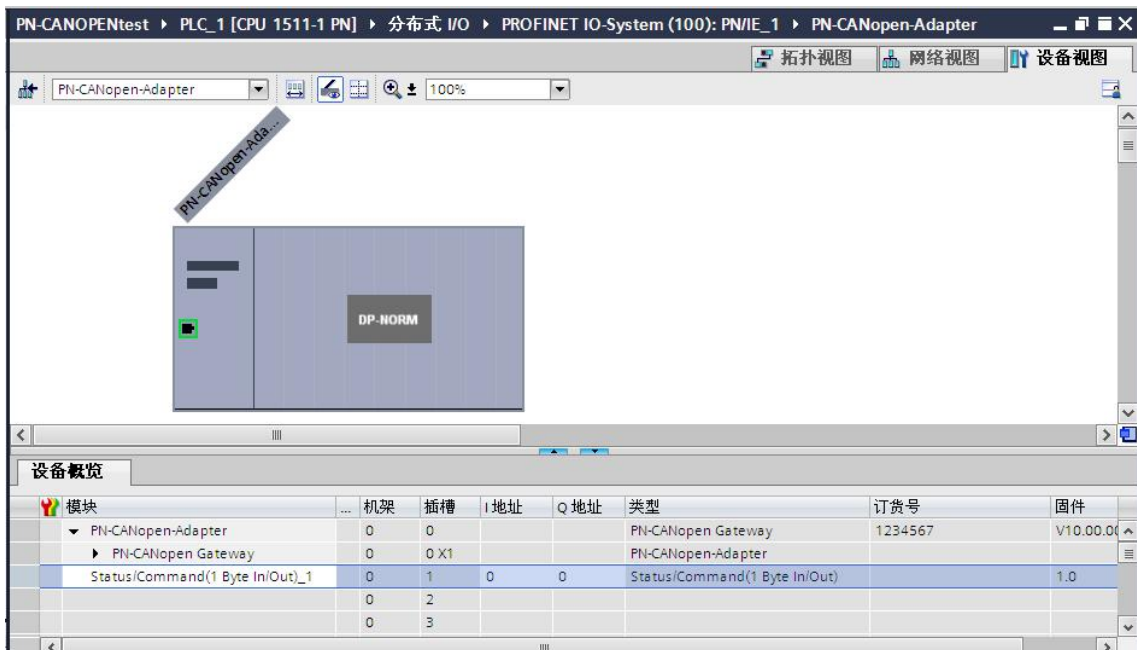 PN-CANOPENtest ▸ PLC_1 [CPU 1511-1 PN] ▸ 分布式 I/O ▸ PROFINET IO-System (100): PN/IE_1 ▸ PN-CANopen-Adapter
拓扑视图 网络视图 设备视图
PN-CANopen-Adapter 100%
PN-CANopen-Ada...
DP-NORM
设备概览
模块 ... 机架 插槽 I 地址 Q 地址 类型 订货号 固件
PN-CANopen-Adapter 0 0 PN-CANopen Gateway 1234567 V10.00.00
PN-CANopen Gateway 0 0 X1 PN-CANopen-Adapter
Status/Command(1 Byte In/Out)_1 0 1 0 0 Status/Command(1 Byte In/Out) 1.0
0 2
0 3